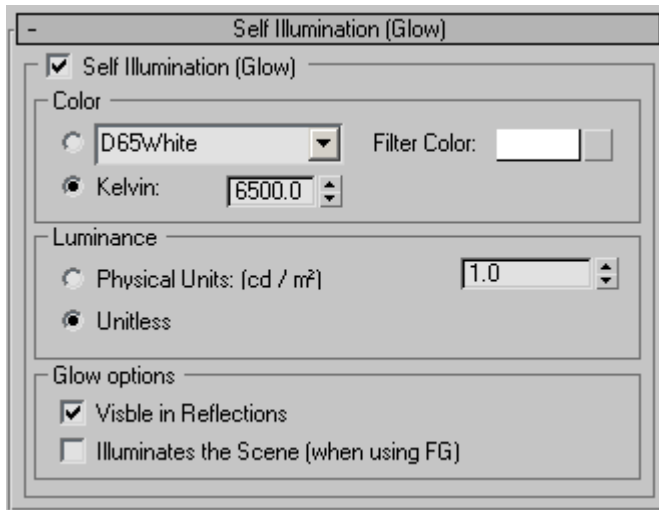 - Self Illumination (Glow)
Self Illumination (Glow)
Color
D65White Filter Color:
Kelvin: 6500.0
Luminance
Physical Units: (cd / m²) 1.0
Unitless
Glow options
Visble in Reflections
Illuminates the Scene (when using FG)